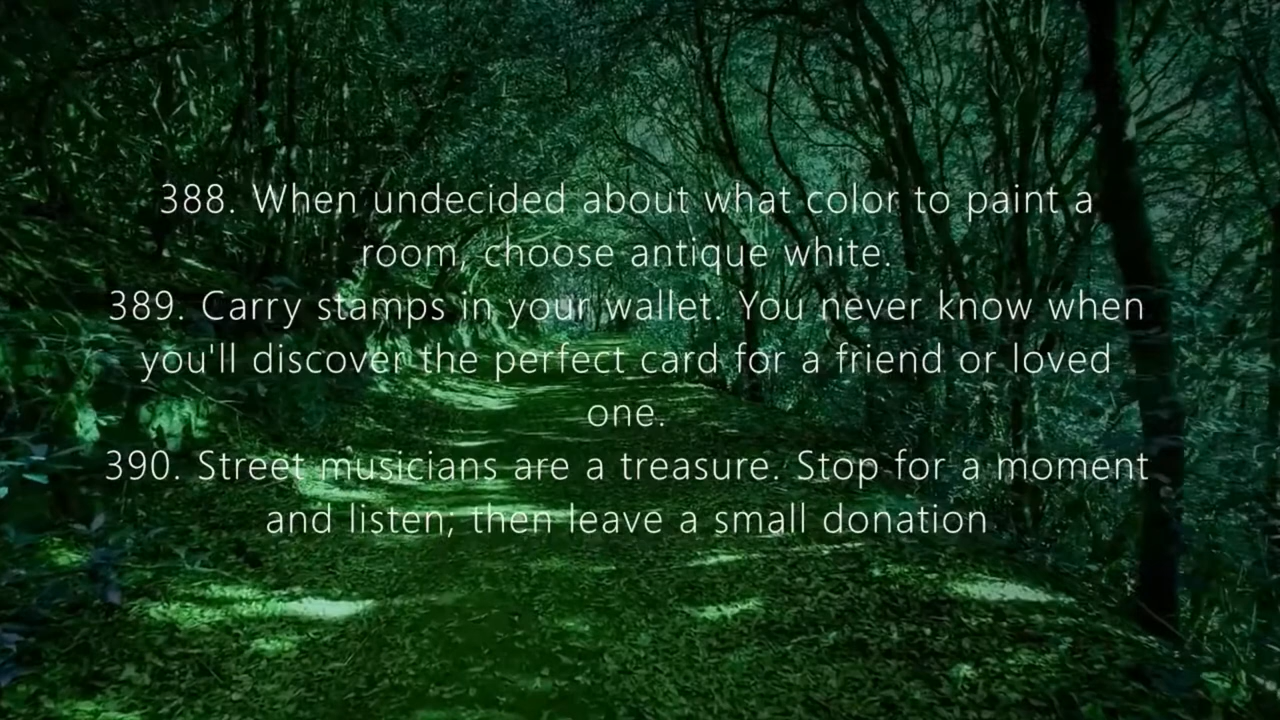 388. When undecided about what color to paint a
room, choose antique white.
389. Carry stamps in your wallet. You never know when
you'll discover the perfect card for a friend or loved
one.
390. Street musicians are a treasure. Stop for a moment
and listen; then leave a small donation